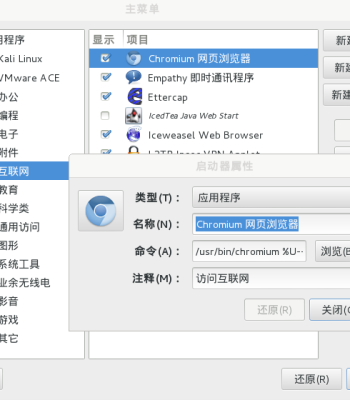 主菜单
用程序
Kali Linux
VMware ACE
办公
编程
电子
附件
互联网
教育
科学类
通用访问
图形
系统工具
业余无线电
影音
游戏
其它
显示 项目
Chromium 网页浏览器
Empathy 即时通讯程序
Ettercap
IcedTea Java Web Start
Iceweasel Web Browser
L2TP Ipsec VPN Applet
新建
新建
启动器属性
类型(T)： 应用程序
名称(N)： Chromium 网页浏览器
命令(A)： /usr/bin/chromium %U-- 浏览(B
注释(M)： 访问互联网
还原(R) 关闭(C
还原(R)